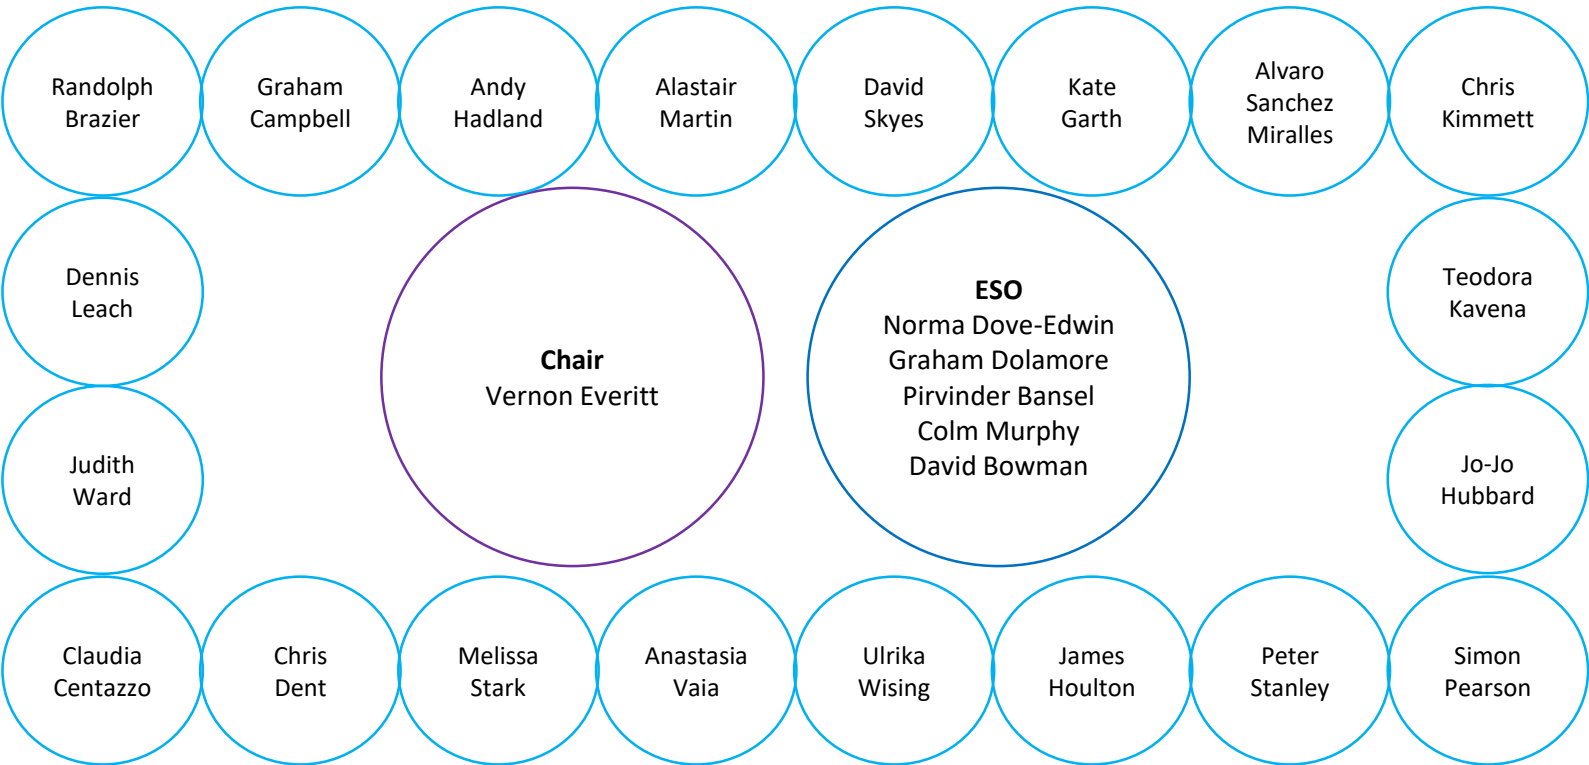 Randolph
Brazier
Graham
Campbell
Andy
Hadland
Alastair
Martin
David
Skyes
Kate
Garth
Alvaro
Sanchez
Miralles
Chris
Kimmett
Dennis
Leach
Chair
Vernon Everitt
ESO
Norma Dove-Edwin
Graham Dolamore
Pirvinder Bansel
Colm Murphy
David Bowman
Teodora
Kavena
Judith
Ward
Jo-Jo
Hubbard
Claudia
Centazzo
Chris
Dent
Melissa
Stark
Anastasia
Vaia
Ulrika
Wising
James
Houlton
Peter
Stanley
Simon
Pearson